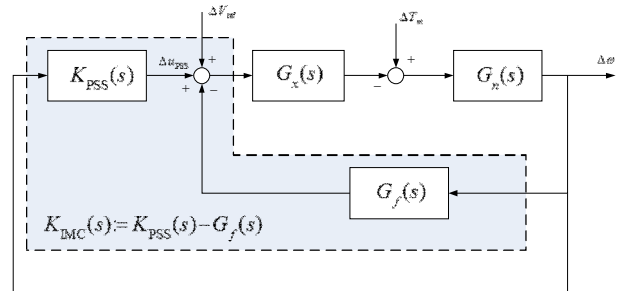 ΔV_ref
ΔT_m
K_PSS(s)
Δu_PSS
+
+
−
G_x(s)
−
+
G_n(s)
Δω
G_f(s)
K_IMC(s):= K_PSS(s)−G_f(s)